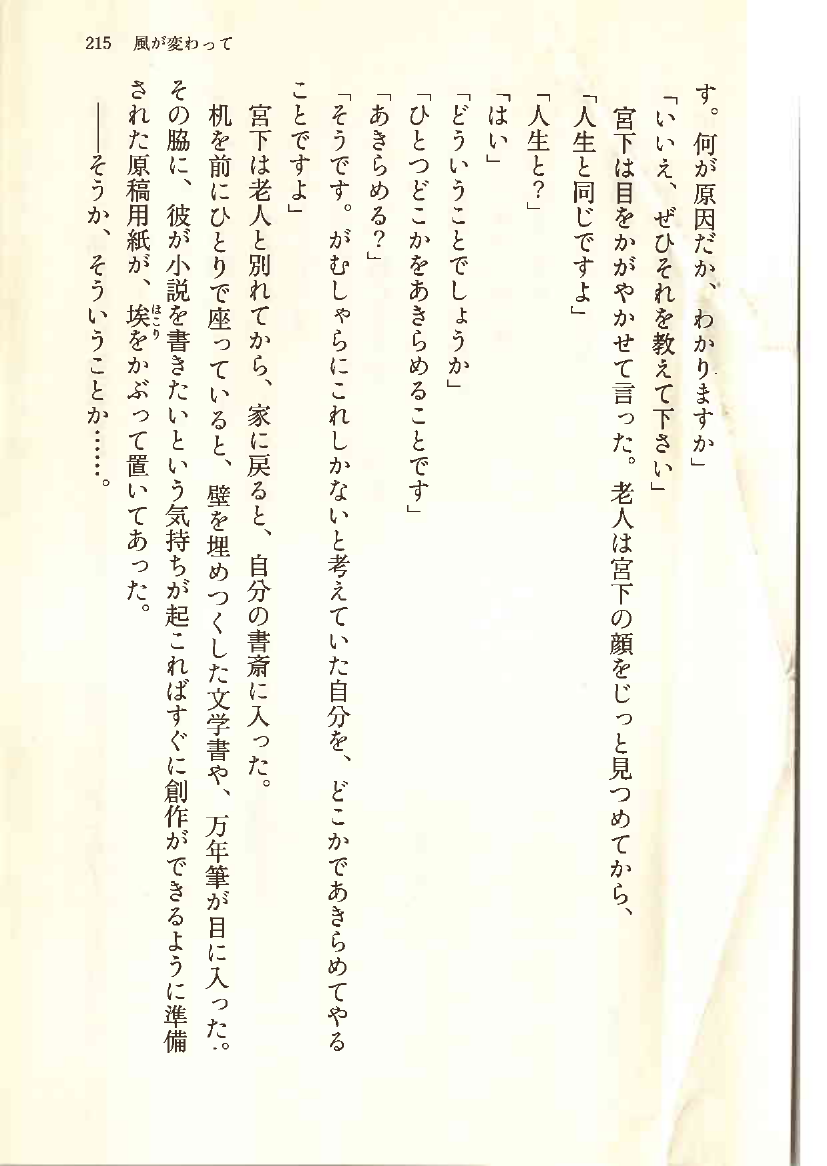 215　風が変わって
す。何が原因だか、わかりますか」
「いいえ、ぜひそれを教えて下さい」
　宮下は目をかがやかせて言った。老人は宮下の顔をじっと見つめてから、
「人生と同じですよ」
「人生と？」
「はい」
「どういうことでしょうか」
「ひとつどこかをあきらめることです」
「あきらめる？」
「そうです。がむしゃらにこれしかないと考えていた自分を、どこかであきらめてやる
ことですよ」
　宮下は老人と別れてから、家に戻ると、自分の書斎に入った。
　机を前にひとりで座っていると、壁を埋めつくした文学書や、万年筆が目に入った。
その脇に、彼が小説を書きたいという気持ちが起こればすぐに創作ができるように準備
された原稿用紙が、埃ほこりをかぶって置いてあった。
　――そうか、そういうことか……。